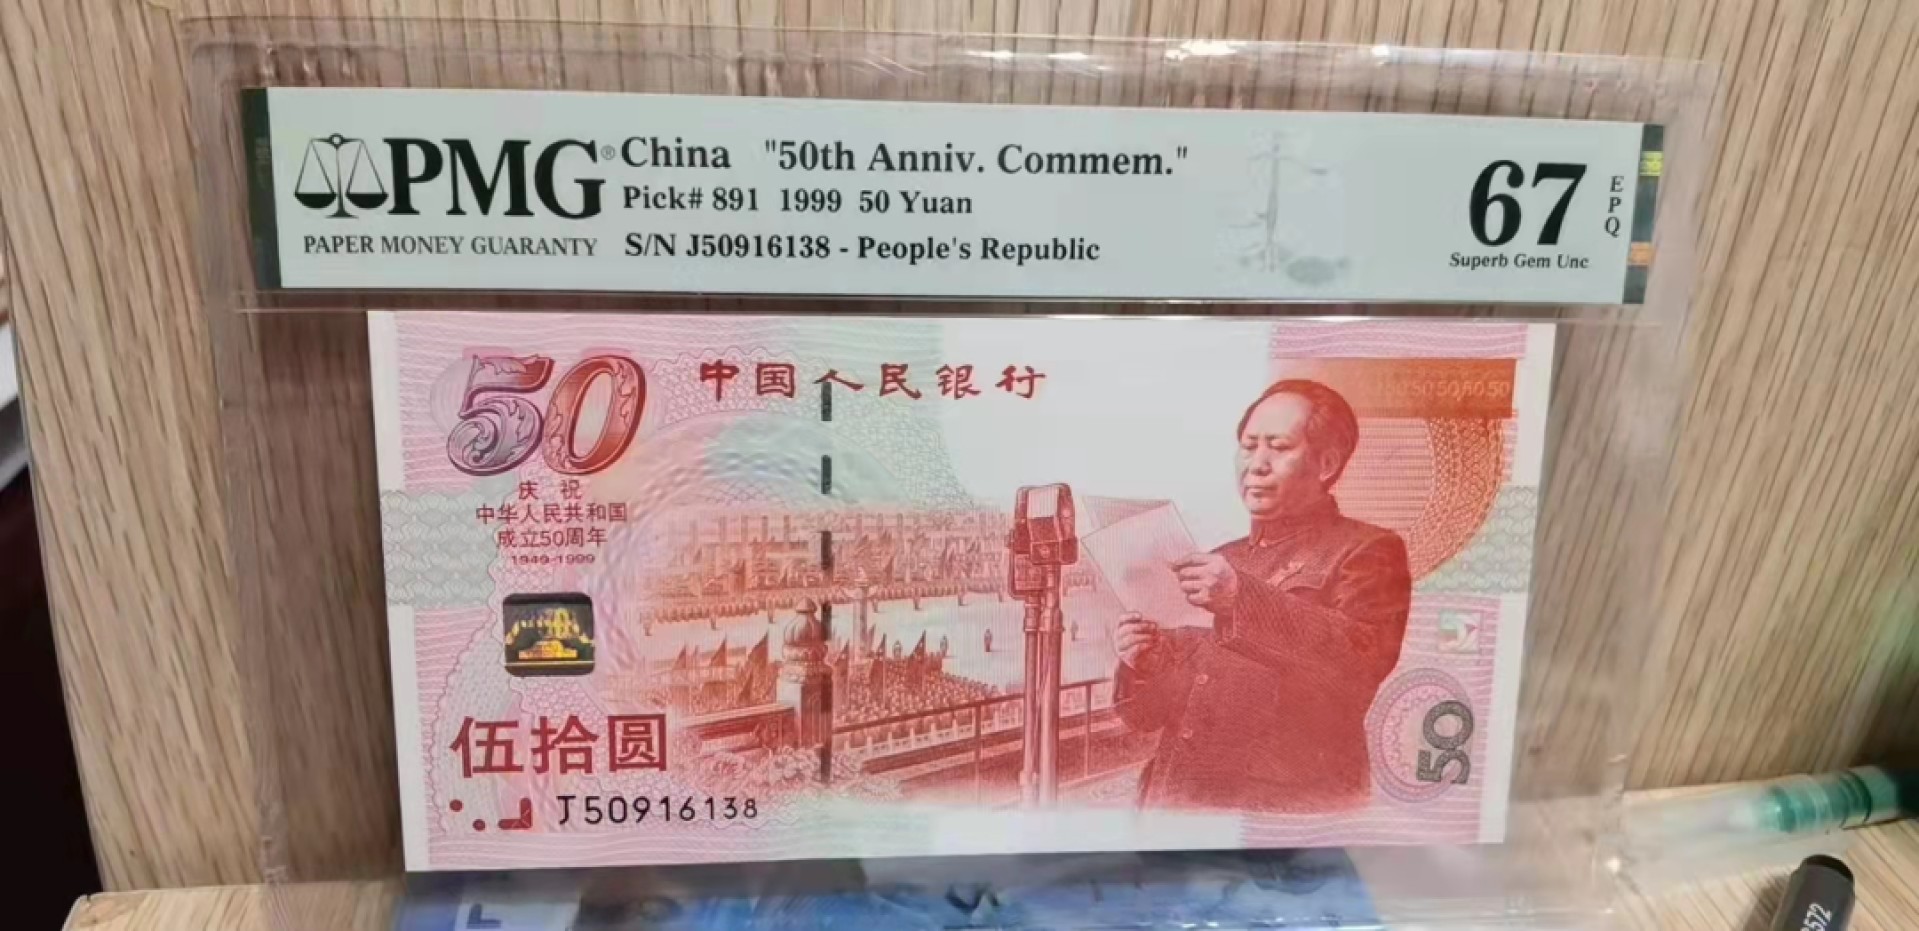 PMG®
PAPER MONEY GUARANTY
China "50th Anniv. Commem."
Pick# 891 1999 50 Yuan
S/N J50916138 - People's Republic
67
EPQ
Superb Gem Unc
50
中国人民银行
庆祝
中华人民共和国
成立50周年
1949-1999
伍拾圆
J50916138
50